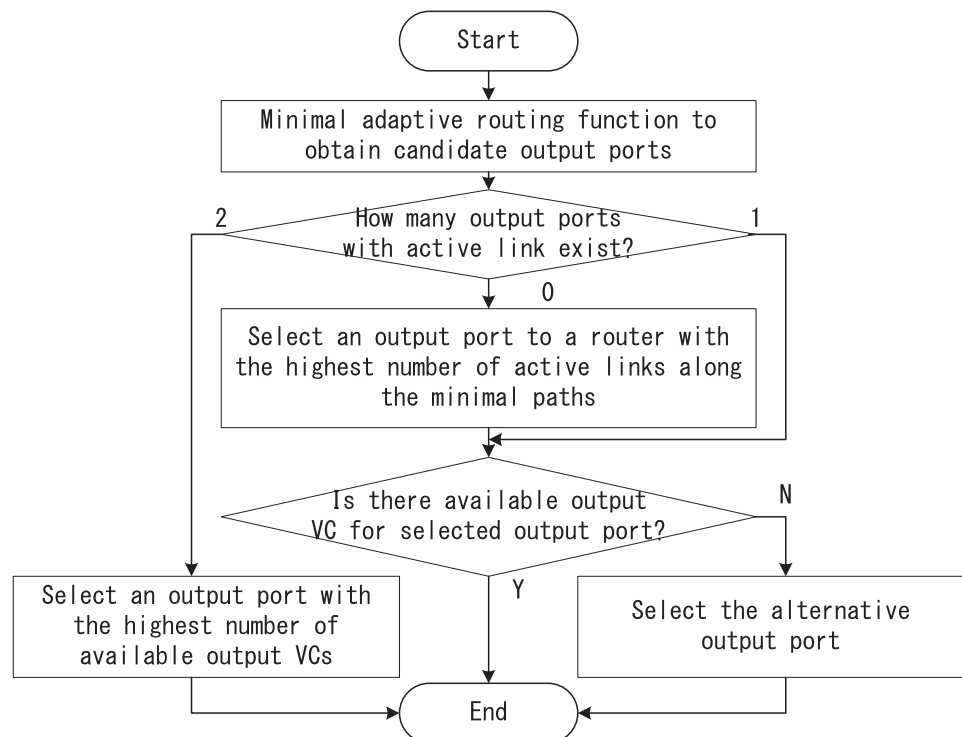 Start
Minimal adaptive routing function to
obtain candidate output ports
2
How many output ports
with active link exist?
1
0
Select an output port to a router with
the highest number of active links along
the minimal paths
Is there available output
VC for selected output port?
N
Y
Select an output port with
the highest number of
available output VCs
Select the alternative
output port
End